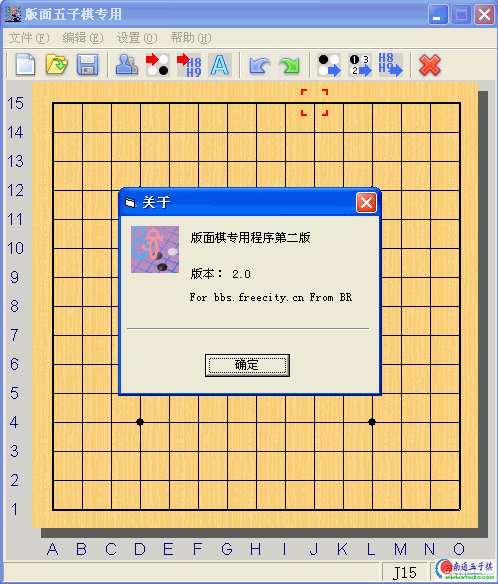 版面五子棋专用
文件(F) 编辑(E) 设置(O) 帮助(H)
H8
H9
A
1 3
2
H8
H9
15
14
13
12
11
10
9
8
7
6
5
4
3
2
1
关于
版面棋专用程序第二版
版本： 2.0
For bbs.freecity.cn From BR
确定
A B C D E F G H I J K L M N O
J15
南通五子棋